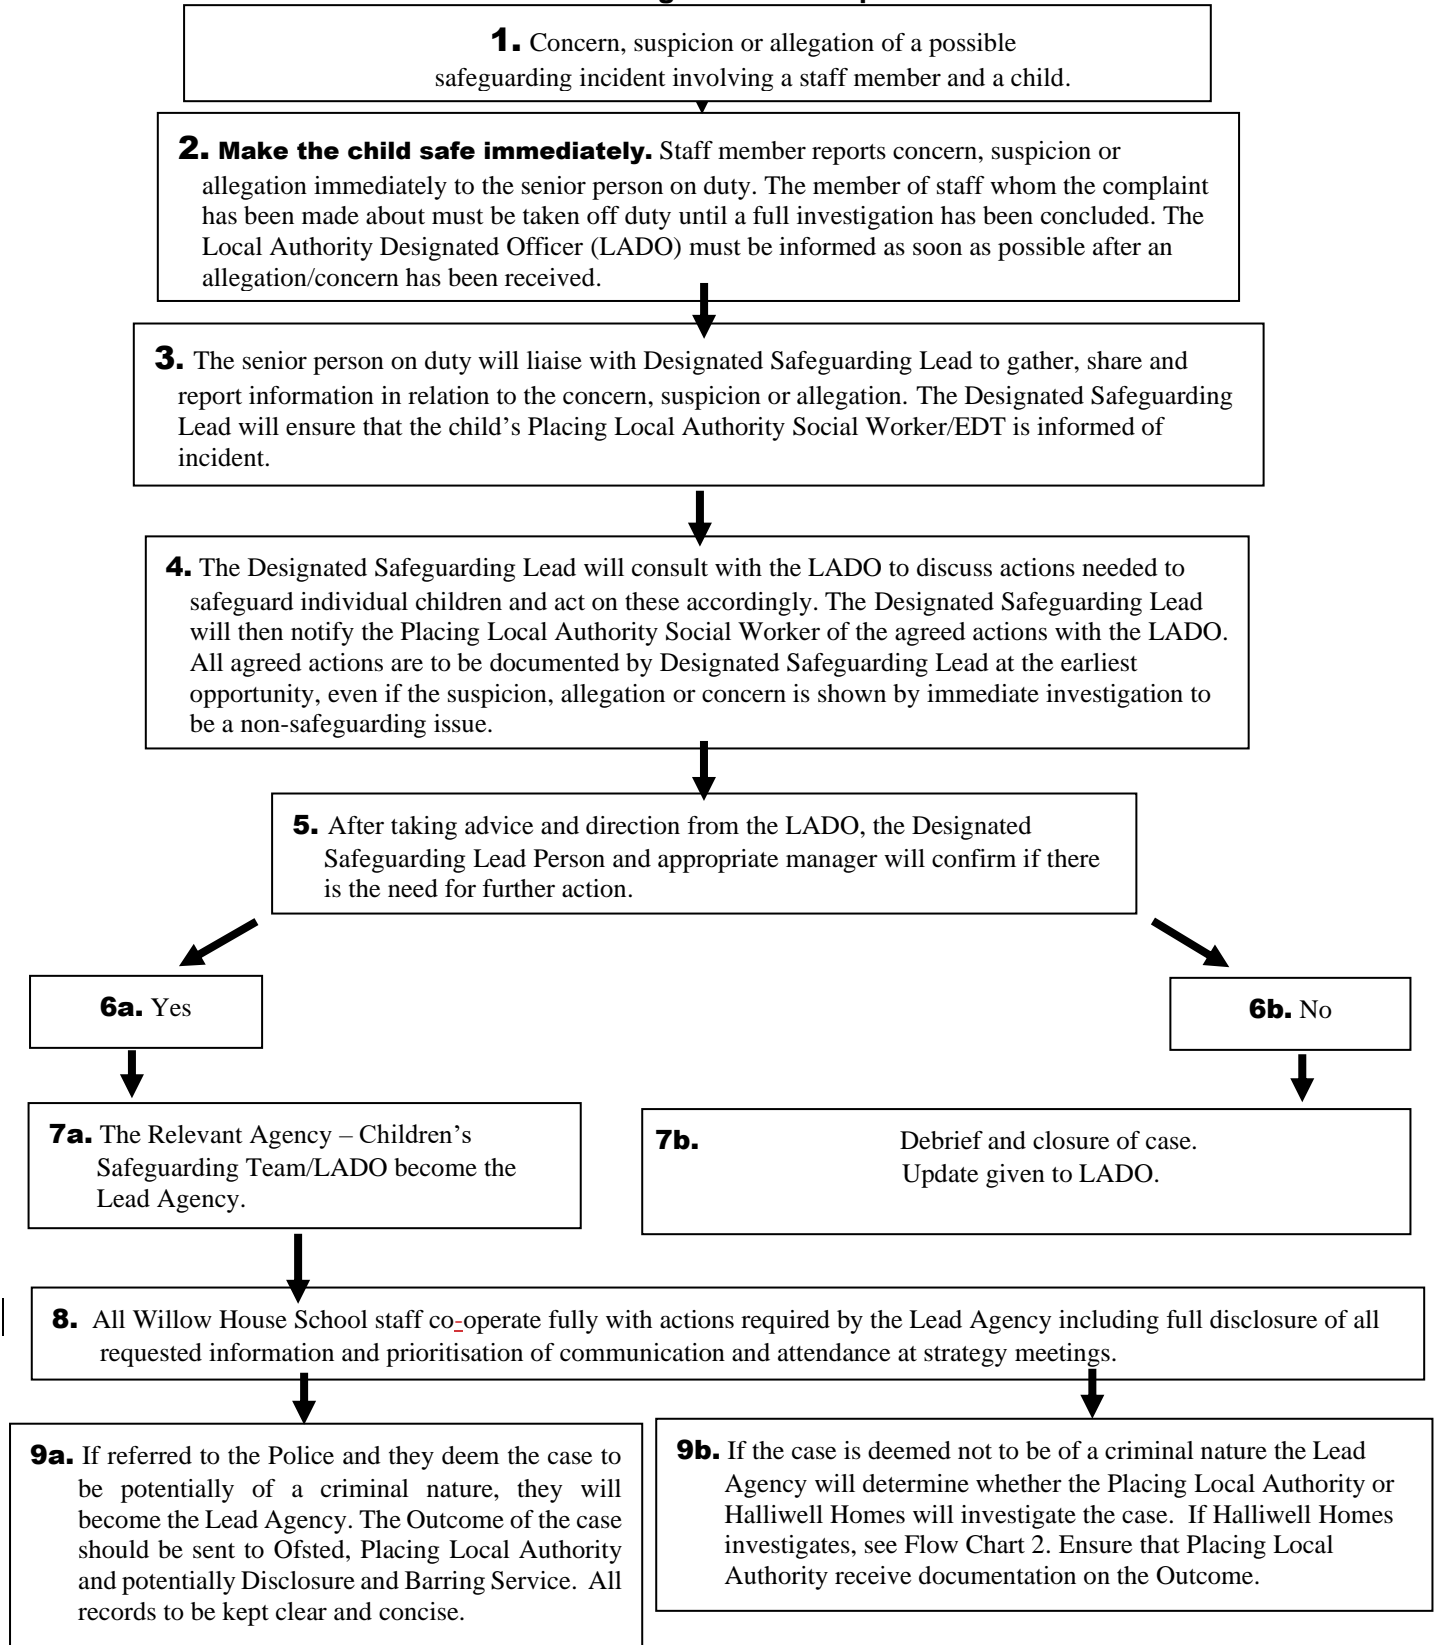 1. Concern, suspicion or allegation of a possible
safeguarding incident involving a staff member and a child.
2. Make the child safe immediately. Staff member reports concern, suspicion or
allegation immediately to the senior person on duty. The member of staff whom the complaint
has been made about must be taken off duty until a full investigation has been concluded. The
Local Authority Designated Officer (LADO) must be informed as soon as possible after an
allegation/concern has been received.
3. The senior person on duty will liaise with Designated Safeguarding Lead to gather, share and
report information in relation to the concern, suspicion or allegation. The Designated Safeguarding
Lead will ensure that the child's Placing Local Authority Social Worker/EDT is informed of
incident.
4. The Designated Safeguarding Lead will consult with the LADO to discuss actions needed to
safeguard individual children and act on these accordingly. The Designated Safeguarding Lead
will then notify the Placing Local Authority Social Worker of the agreed actions with the LADO.
All agreed actions are to be documented by Designated Safeguarding Lead at the earliest
opportunity, even if the suspicion, allegation or concern is shown by immediate investigation to
be a non-safeguarding issue.
5. After taking advice and direction from the LADO, the Designated
Safeguarding Lead Person and appropriate manager will confirm if there
is the need for further action.
6a. Yes
6b. No
7a. The Relevant Agency – Children's
Safeguarding Team/LADO become the
Lead Agency.
7b. Debrief and closure of case.
Update given to LADO.
8. All Willow House School staff co-operate fully with actions required by the Lead Agency including full disclosure of all
requested information and prioritisation of communication and attendance at strategy meetings.
9a. If referred to the Police and they deem the case to
be potentially of a criminal nature, they will
become the Lead Agency. The Outcome of the case
should be sent to Ofsted, Placing Local Authority
and potentially Disclosure and Barring Service. All
records to be kept clear and concise.
9b. If the case is deemed not to be of a criminal nature the Lead
Agency will determine whether the Placing Local Authority or
Halliwell Homes will investigate the case. If Halliwell Homes
investigates, see Flow Chart 2. Ensure that Placing Local
Authority receive documentation on the Outcome.